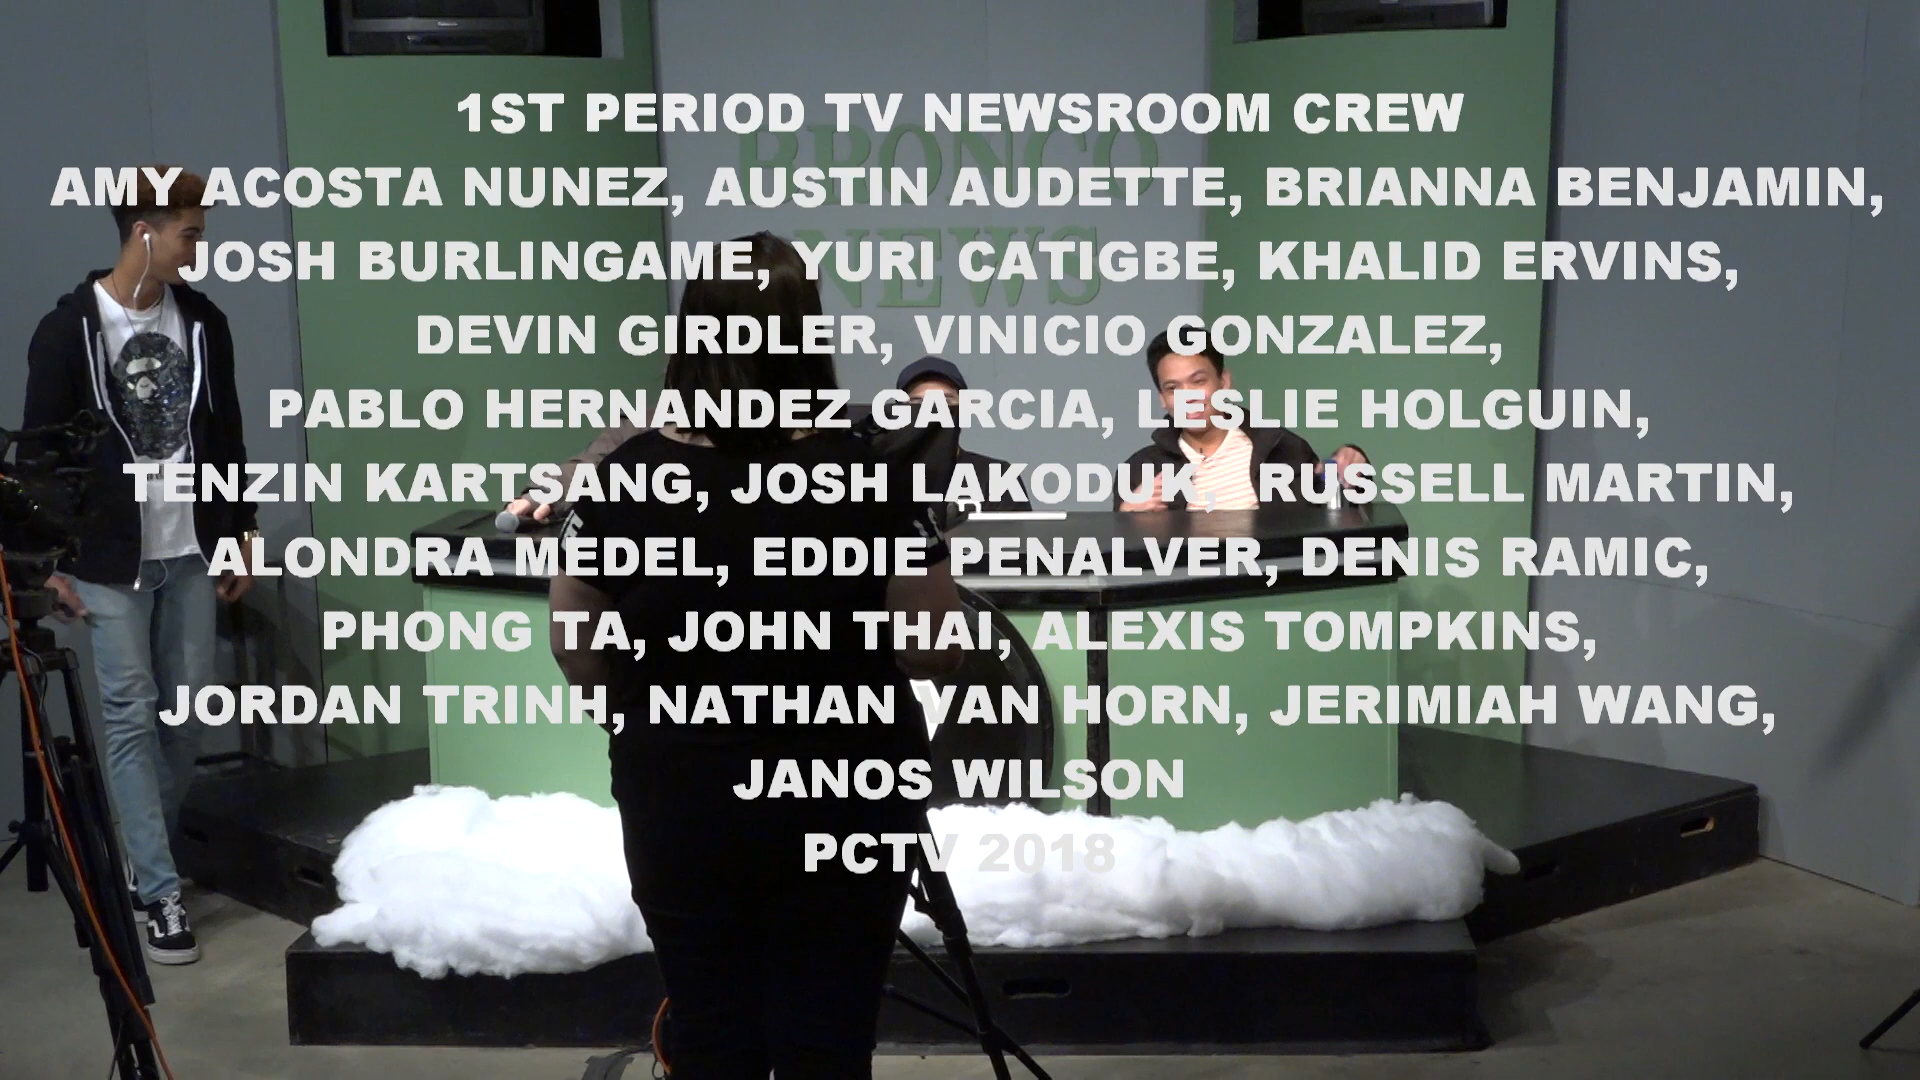 1ST PERIOD TV NEWSROOM CREW
AMY ACOSTA NUNEZ, AUSTIN AUDETTE, BRIANNA BENJAMIN,
JOSH BURLINGAME, YURI CATIGBE, KHALID ERVINS,
DEVIN GIRDLER, VINICIO GONZALEZ,
PABLO HERNANDEZ GARCIA, LESLIE HOLGUIN,
TENZIN KARTSANG, JOSH LAKODUK, RUSSELL MARTIN,
ALONDRA MEDEL, EDDIE PENALVER, DENIS RAMIC,
PHONG TA, JOHN THAI, ALEXIS TOMPKINS,
JORDAN TRINH, NATHAN VAN HORN, JERIMIAH WANG,
JANOS WILSON
PCTV 2018
BRONCO
NEWS